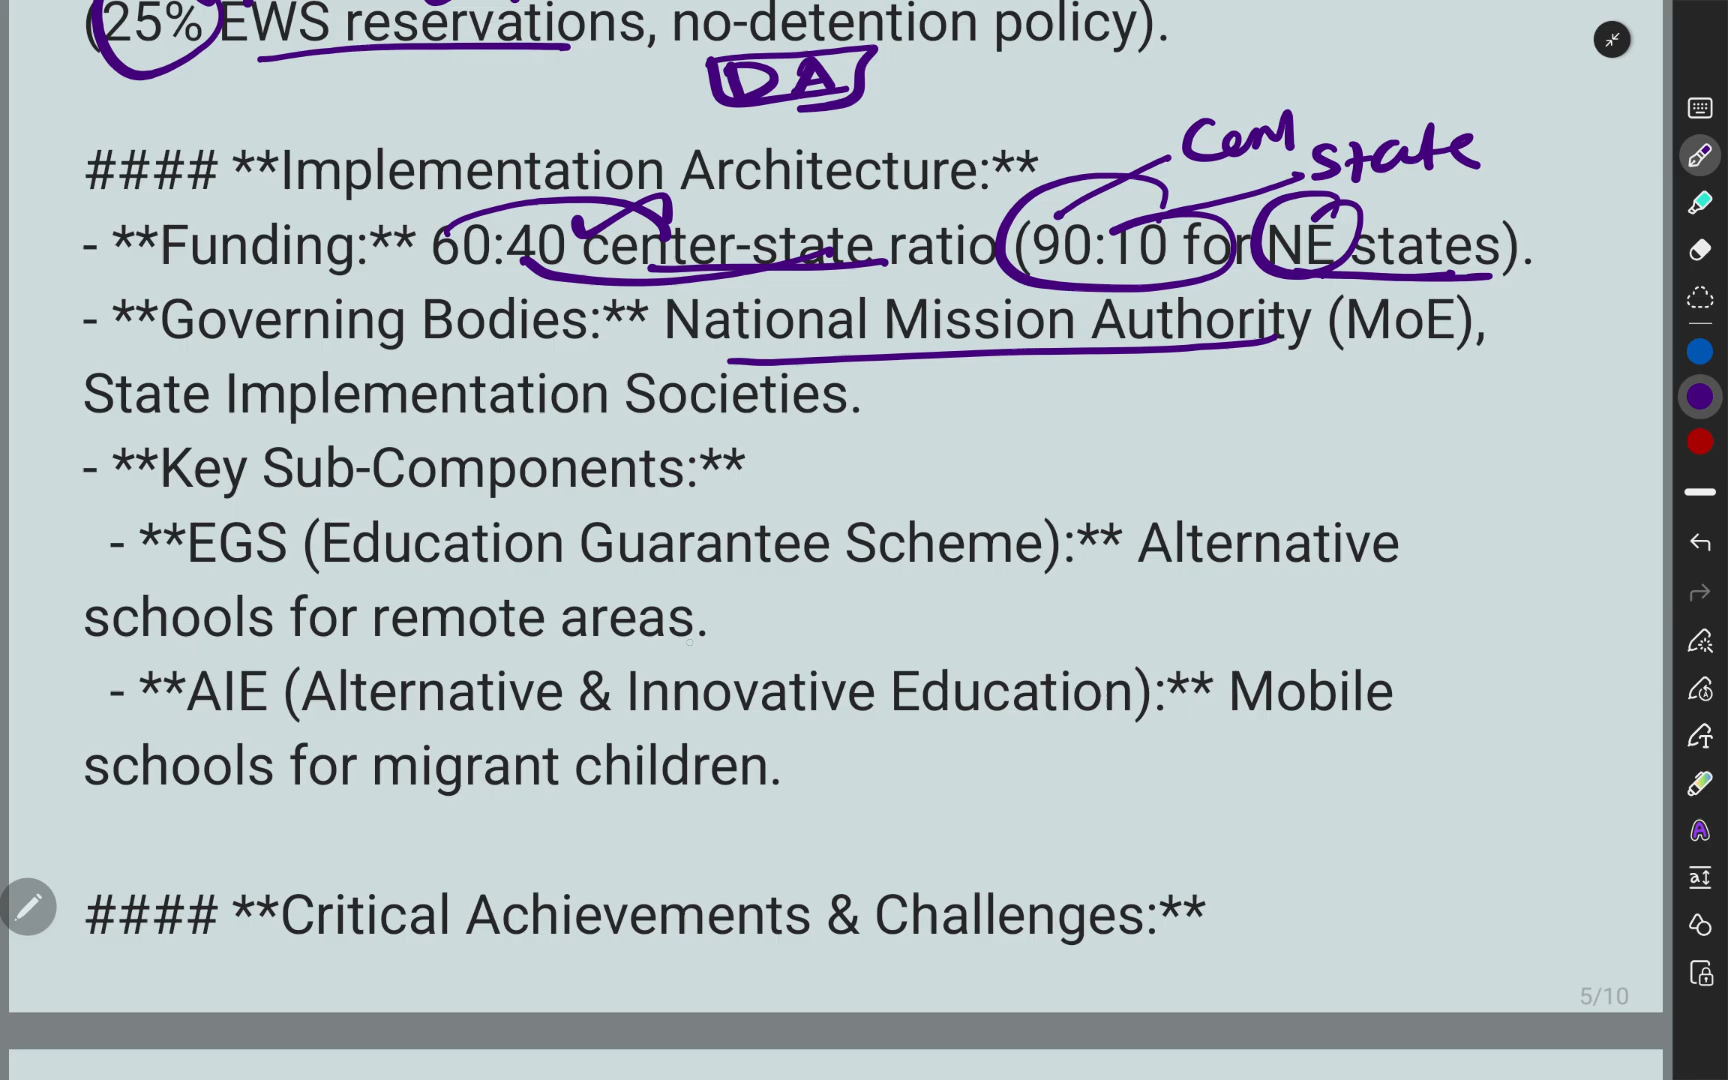 (25% EWS reservations, no-detention policy).
DA
Cent
state
#### **Implementation Architecture:**
- **Funding:** 60:40 center-state ratio (90:10 for NE states).
- **Governing Bodies:** National Mission Authority (MoE),
State Implementation Societies.
- **Key Sub-Components:**
- **EGS (Education Guarantee Scheme):** Alternative
schools for remote areas.
- **AIE (Alternative & Innovative Education):** Mobile
schools for migrant children.
#### **Critical Achievements & Challenges:**
5/10